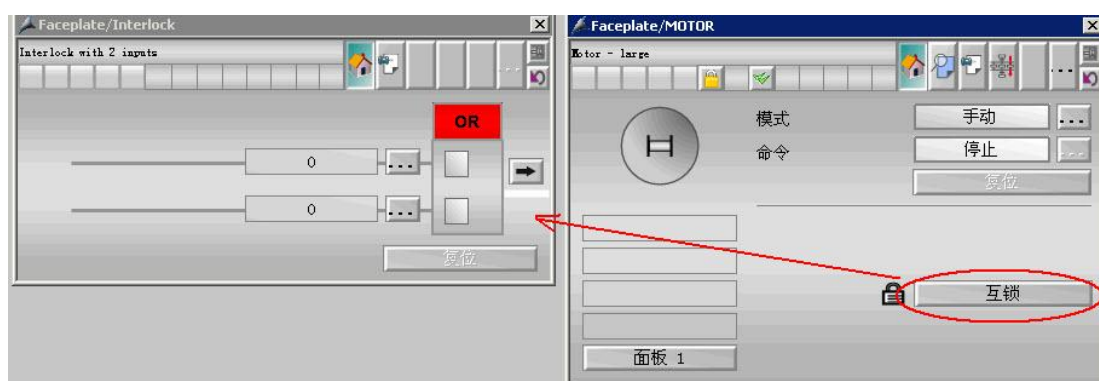 Faceplate/Interlock
Interlock with 2 inputs
...
OR
0
...
0
...
复位
Faceplate/MOTOR
Motor - large
...
模式
手动
...
命令
停止
...
复位
互锁
面板 1